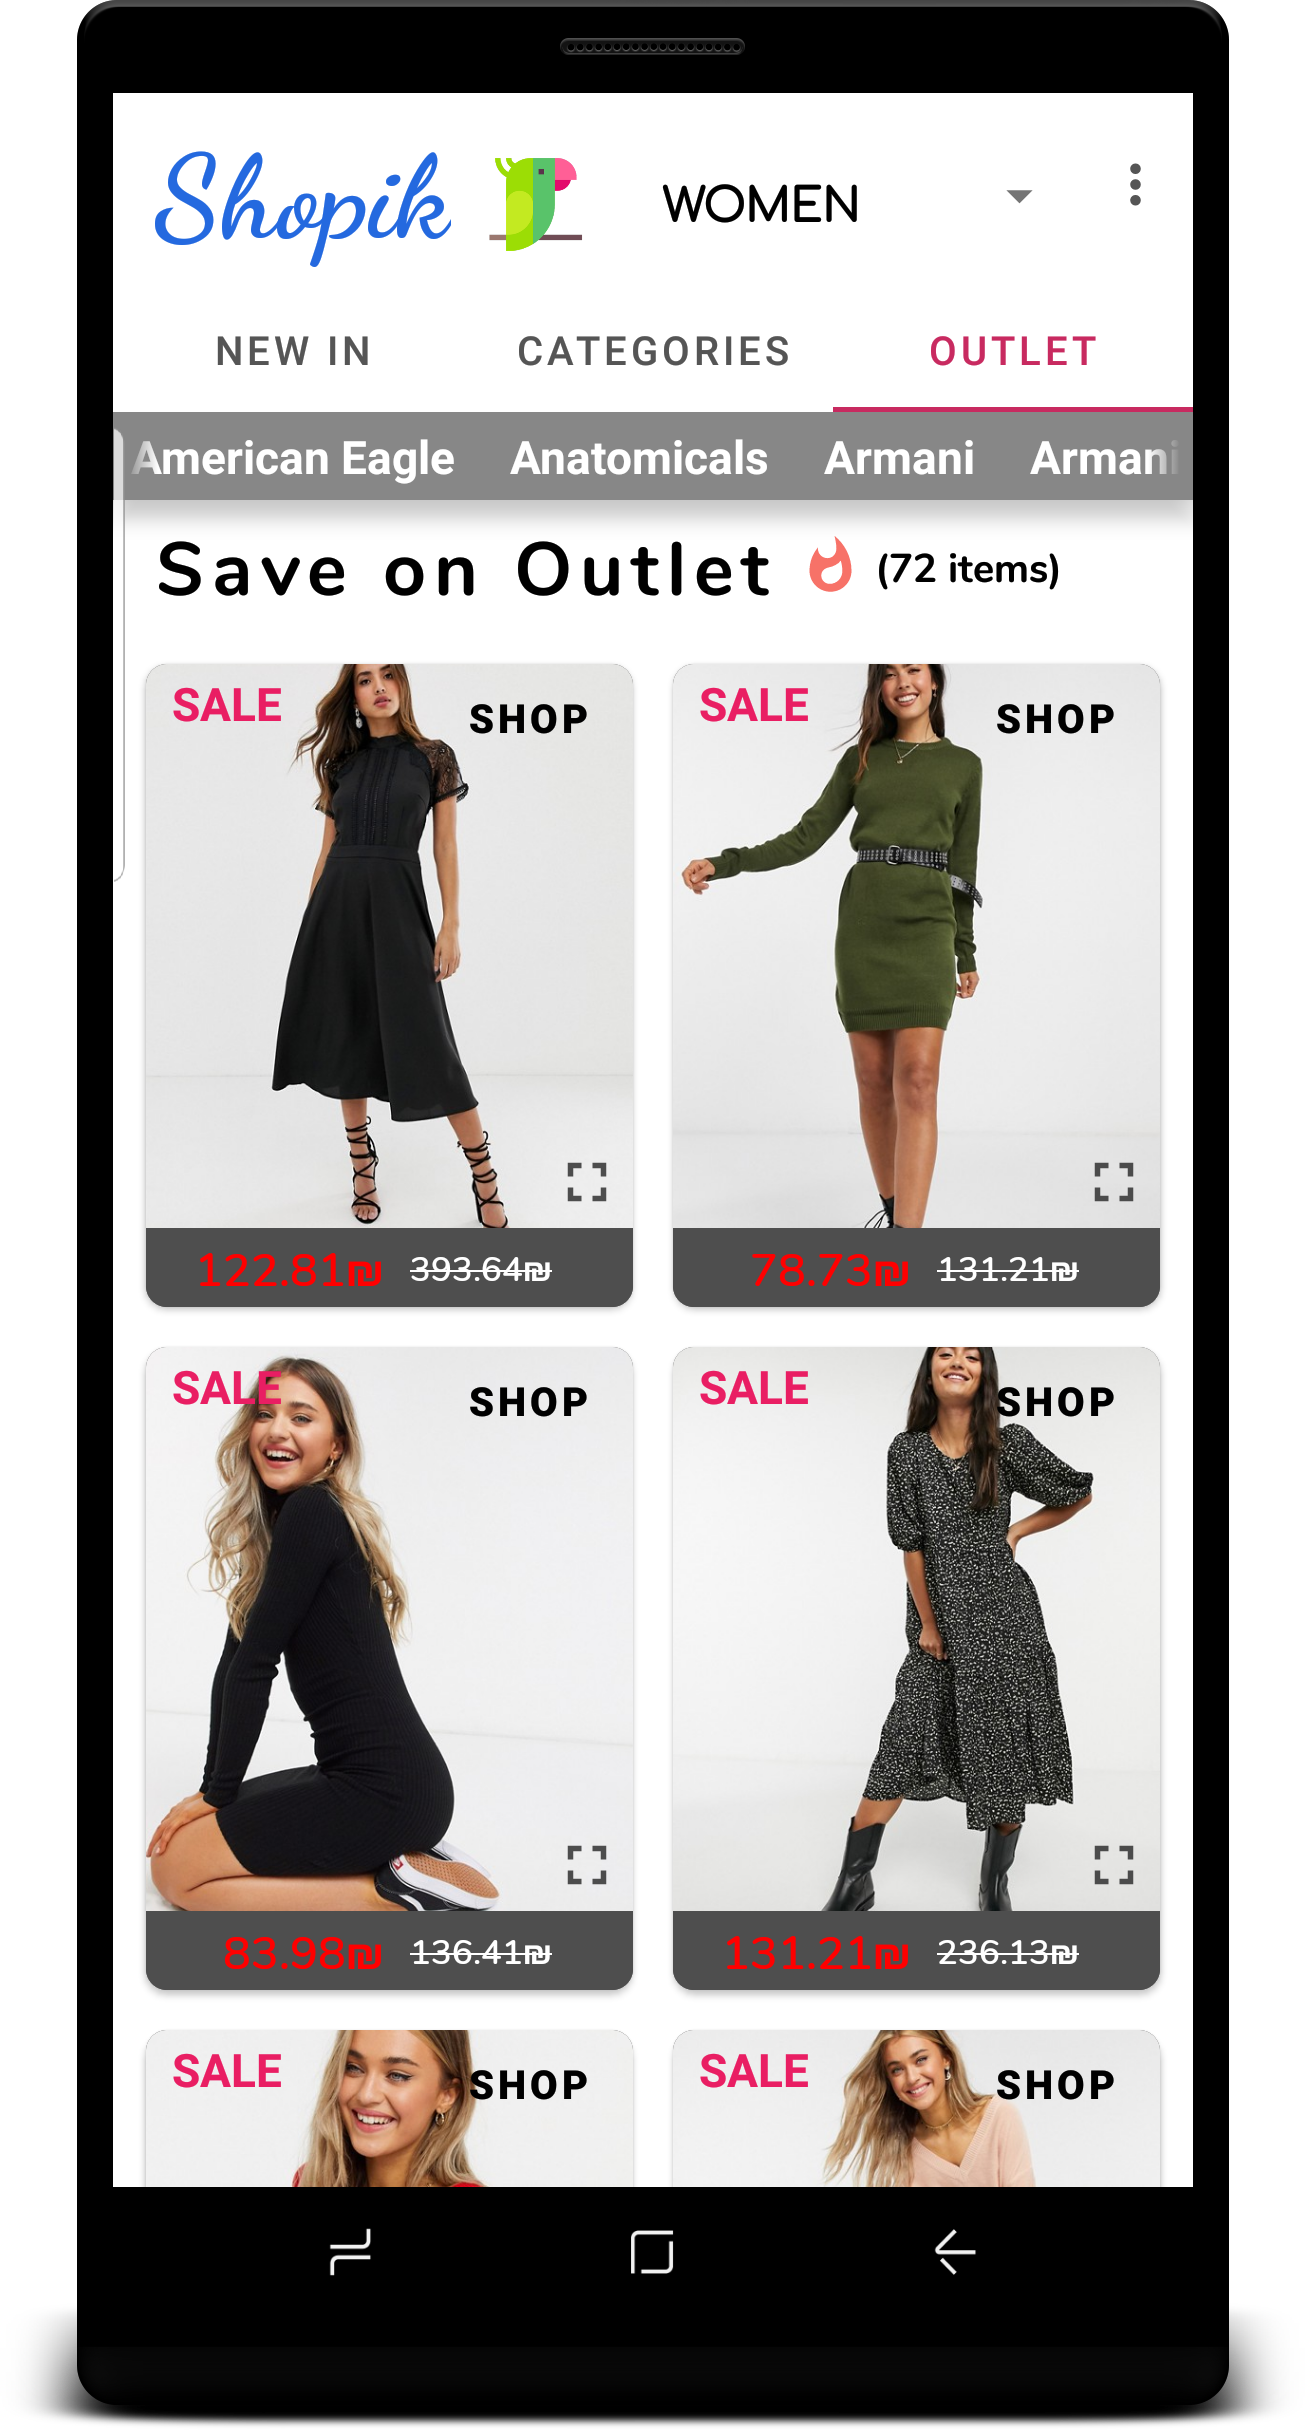 Shopik WOMEN
NEW IN CATEGORIES OUTLET
American Eagle Anatomicals Armani Armani
Save on Outlet (72 items)
SALE SHOP SALE SHOP
122.81₪ 393.64₪ 78.73₪ 131.21₪
SALE SHOP SALE SHOP
83.98₪ 136.41₪ 131.21₪ 236.13₪
SALE SHOP SALE SHOP